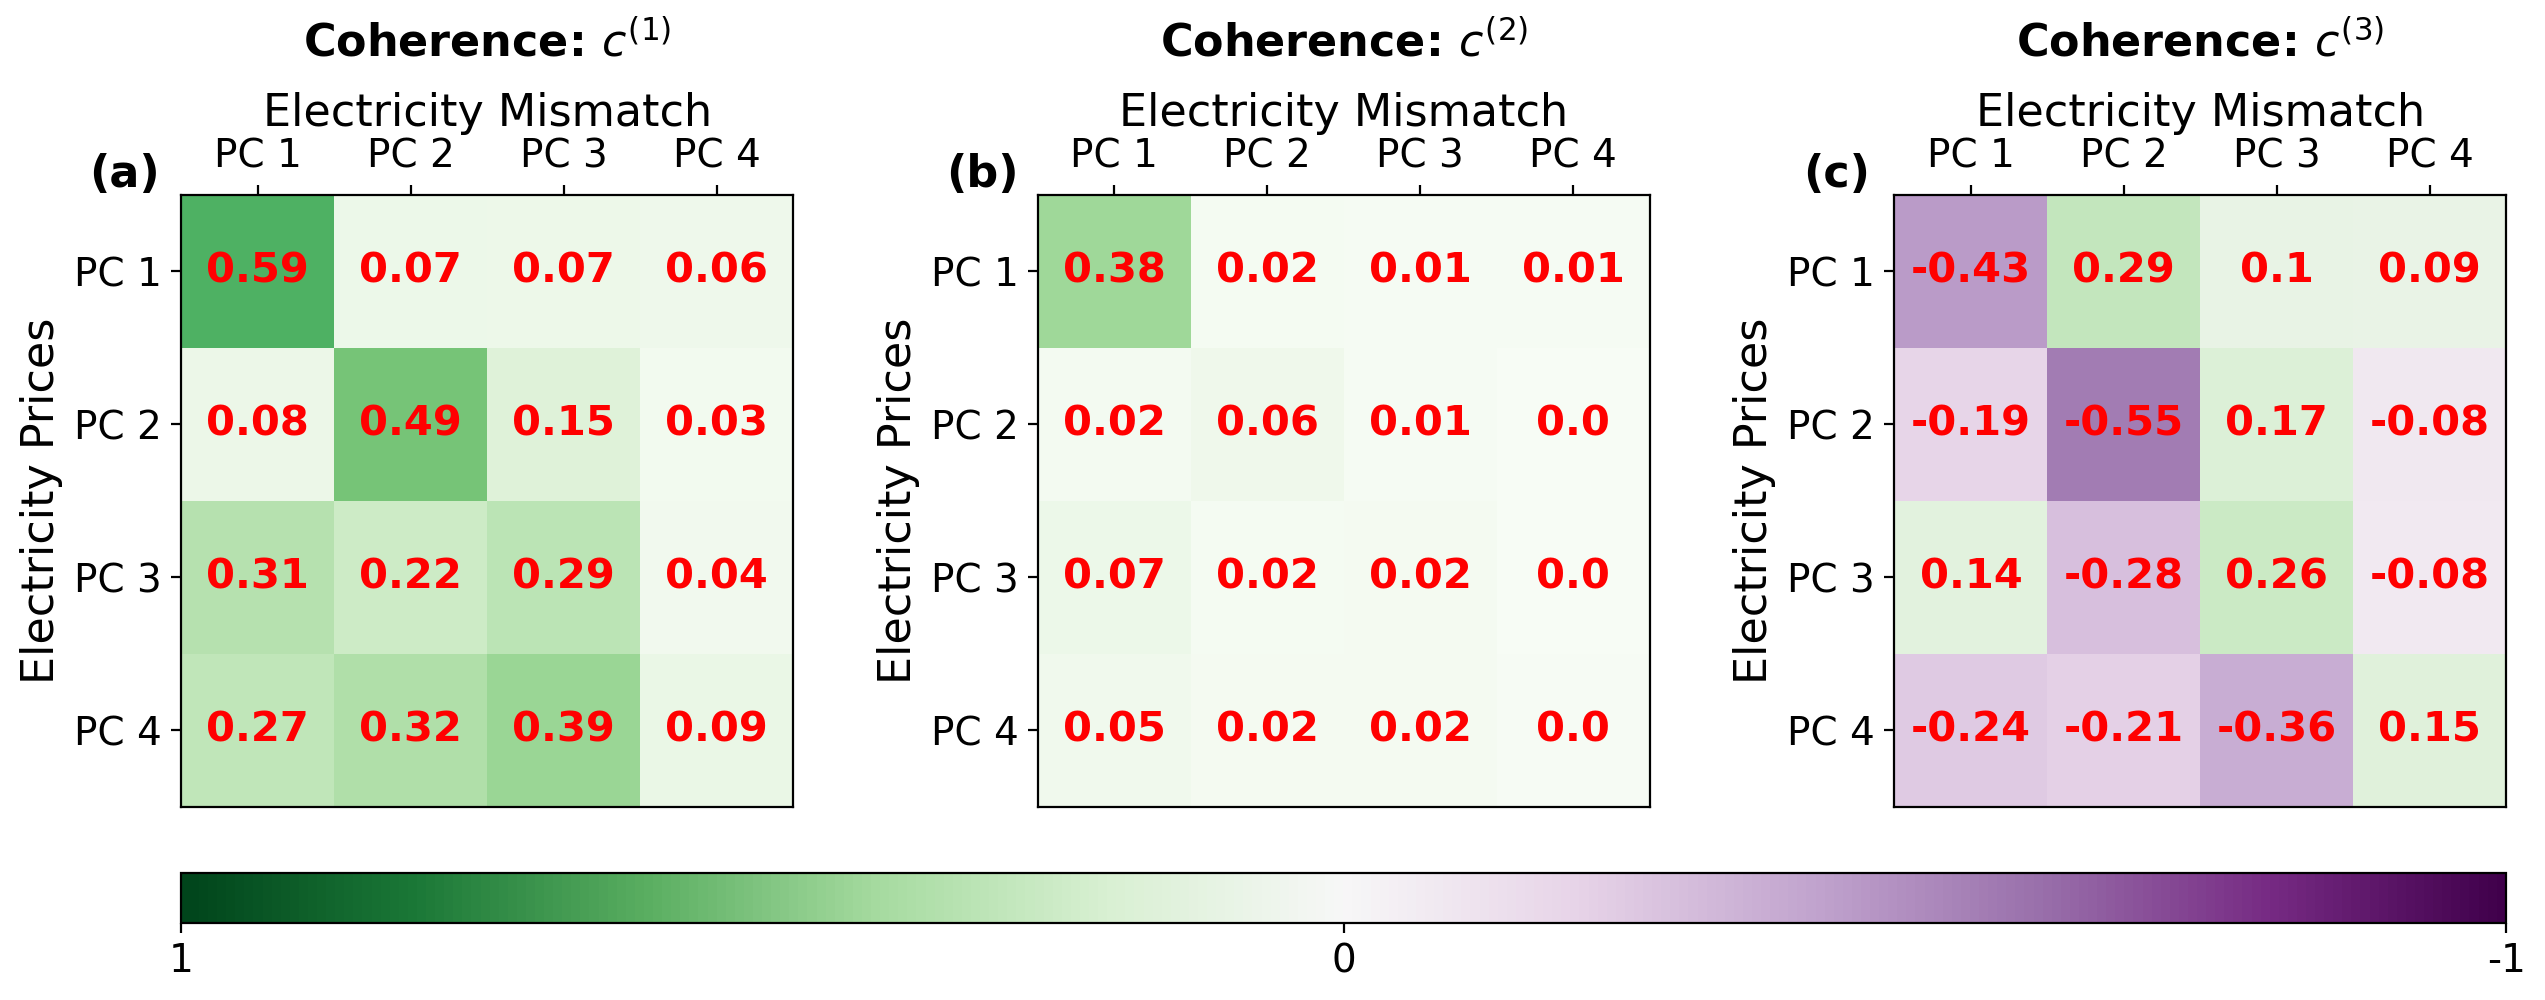 Coherence: c^(1)
Electricity Mismatch
PC 1 PC 2 PC 3 PC 4
(a)
Electricity Prices
PC 1 0.59 0.07 0.07 0.06
PC 2 0.08 0.49 0.15 0.03
PC 3 0.31 0.22 0.29 0.04
PC 4 0.27 0.32 0.39 0.09
Coherence: c^(2)
Electricity Mismatch
PC 1 PC 2 PC 3 PC 4
(b)
Electricity Prices
PC 1 0.38 0.02 0.01 0.01
PC 2 0.02 0.06 0.01 0.0
PC 3 0.07 0.02 0.02 0.0
PC 4 0.05 0.02 0.02 0.0
Coherence: c^(3)
Electricity Mismatch
PC 1 PC 2 PC 3 PC 4
(c)
Electricity Prices
PC 1 -0.43 0.29 0.1 0.09
PC 2 -0.19 -0.55 0.17 -0.08
PC 3 0.14 -0.28 0.26 -0.08
PC 4 -0.24 -0.21 -0.36 0.15
1 0 -1